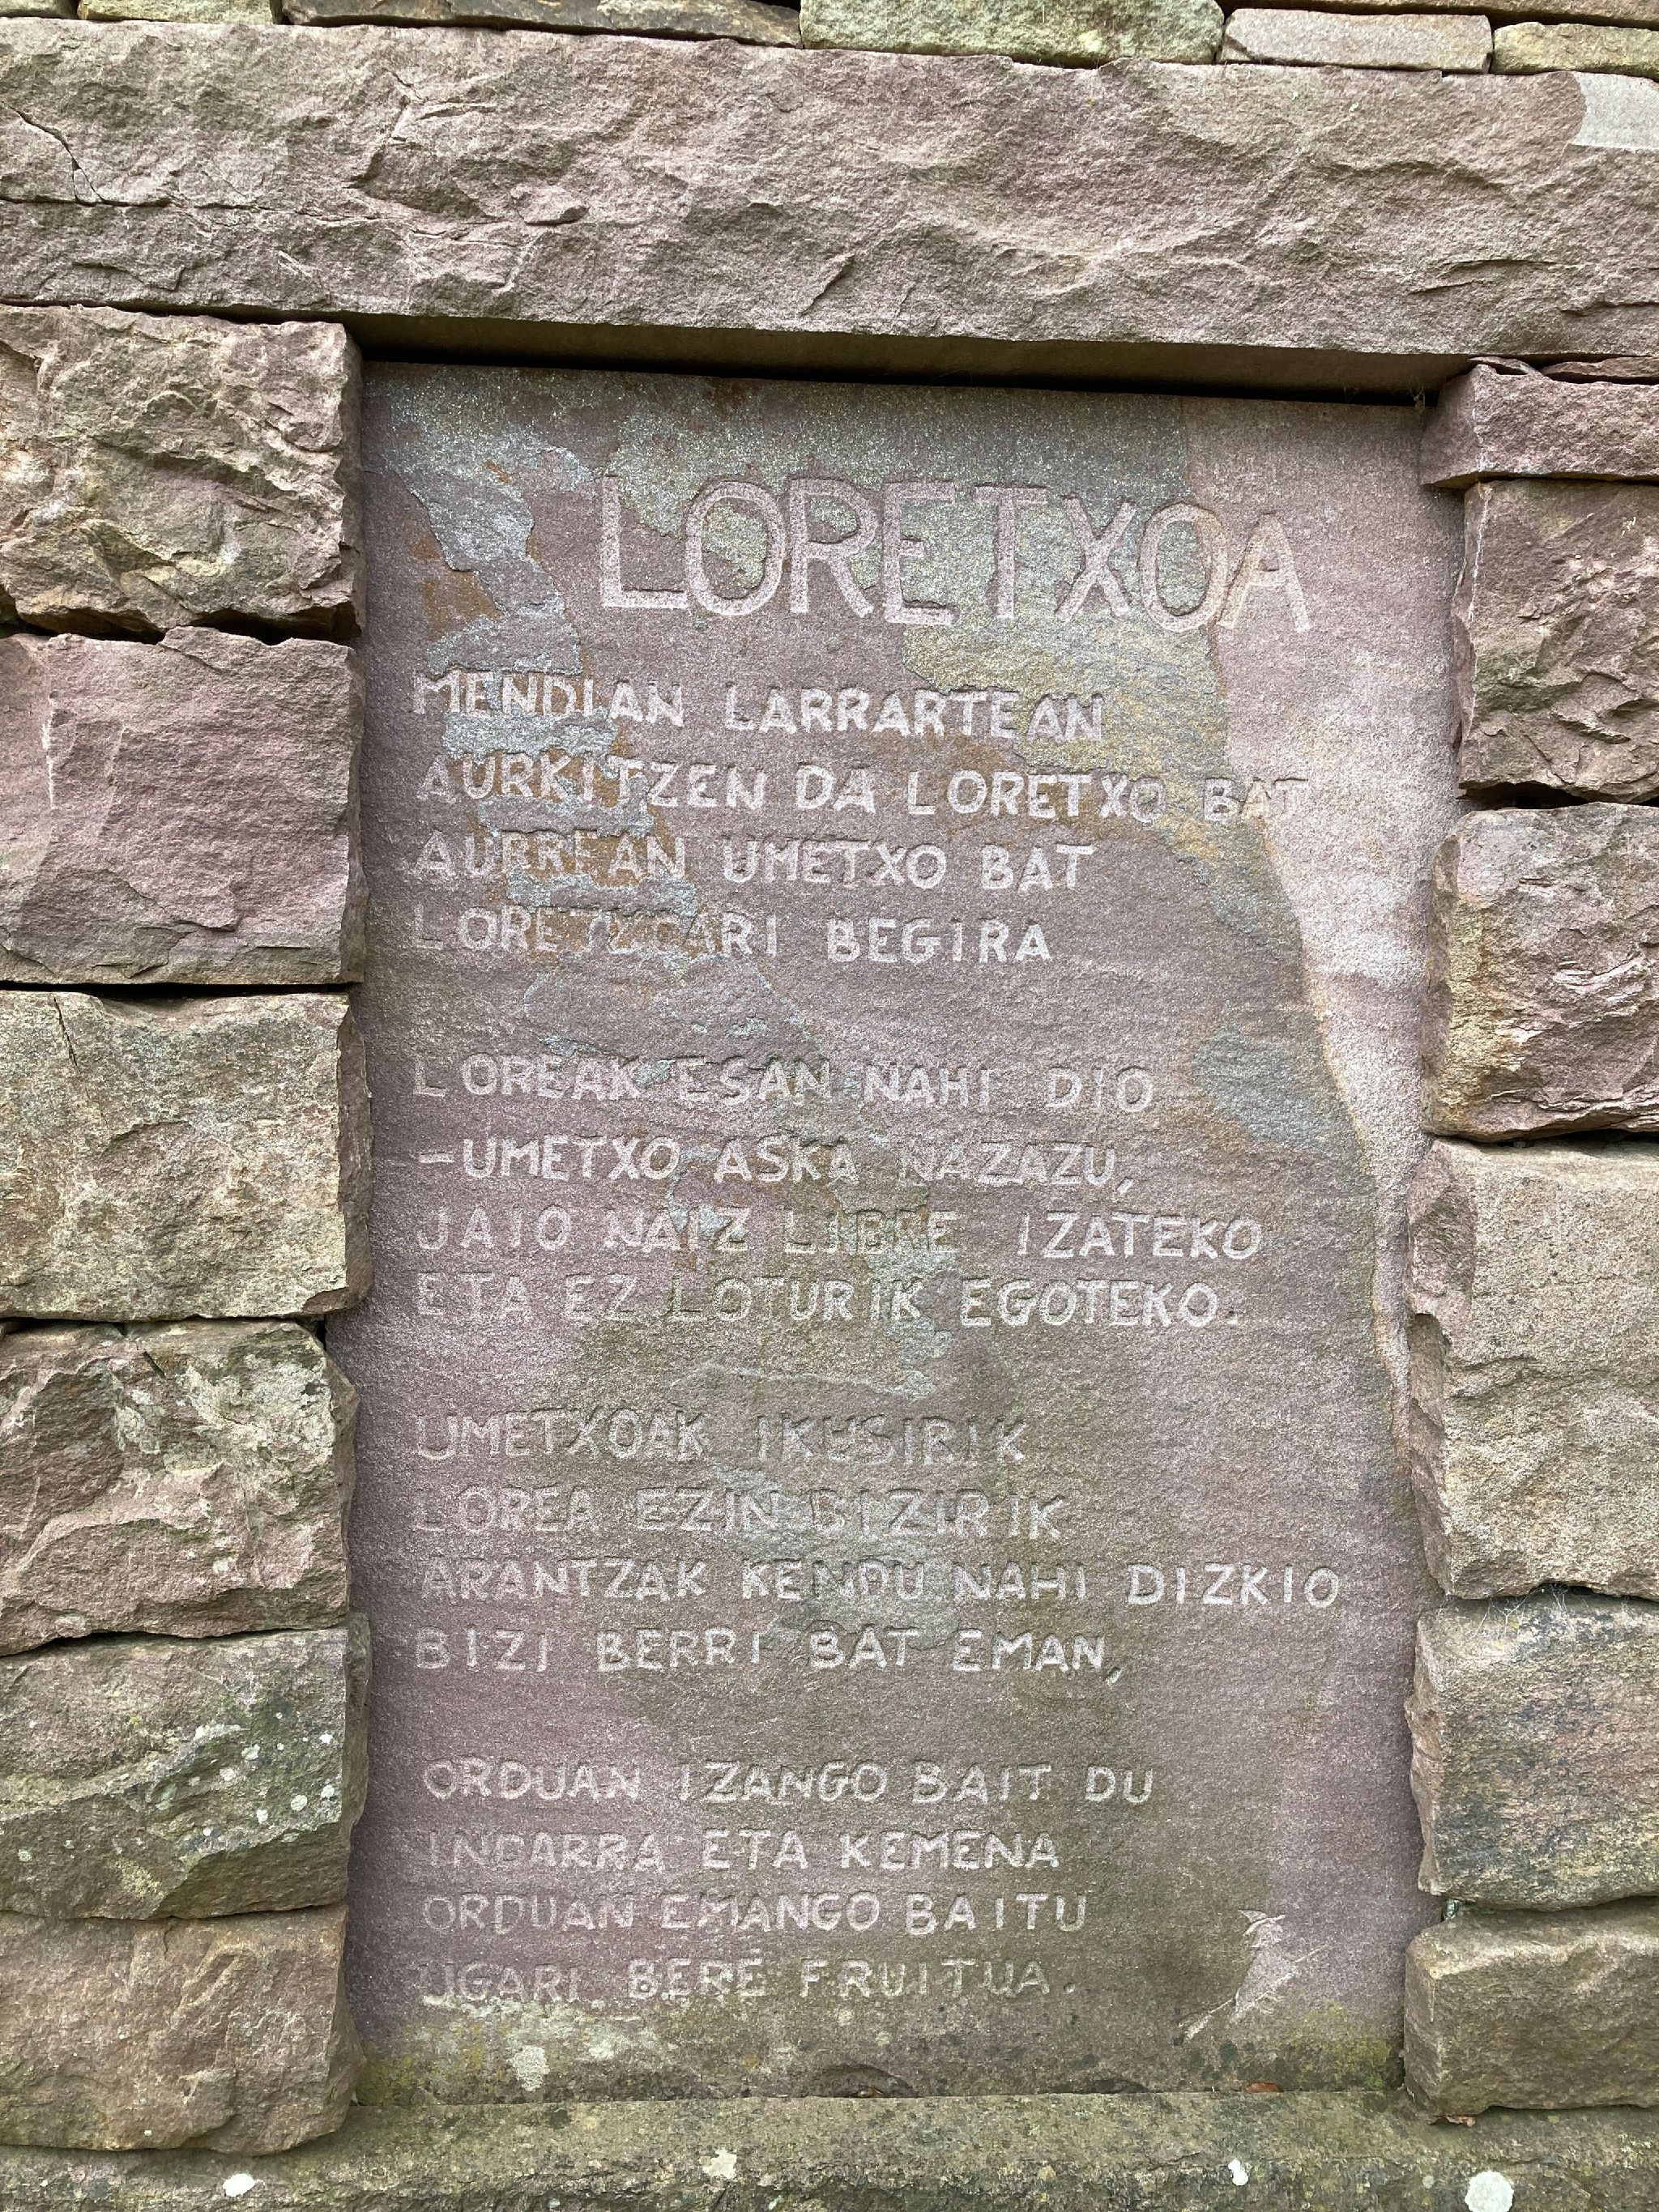 LORETXOA
MENDIAN LARRARTEAN
AURKITZEN DA LORETXO BAT
AURREAN UMETXO BAT
LORETXOARI BEGIRA
LOREAK ESAN NAHI DIO
-UMETXO ASKA NAZAZU,
JAIO NAIZ LIBRE IZATEKO
ETA EZ LOTURIK EGOTEKO.
UMETXOAK IKUSIRIK
LOREA EZIN BIZIRIK
ARANTZAK KENDU NAHI DIZKIO
BIZI BERRI BAT EMAN,
ORDUAN IZANGO BAIT DU
INDARRA ETA KEMENA
ORDUAN EMANGO BAITU
UGARI BERE FRUITUA.